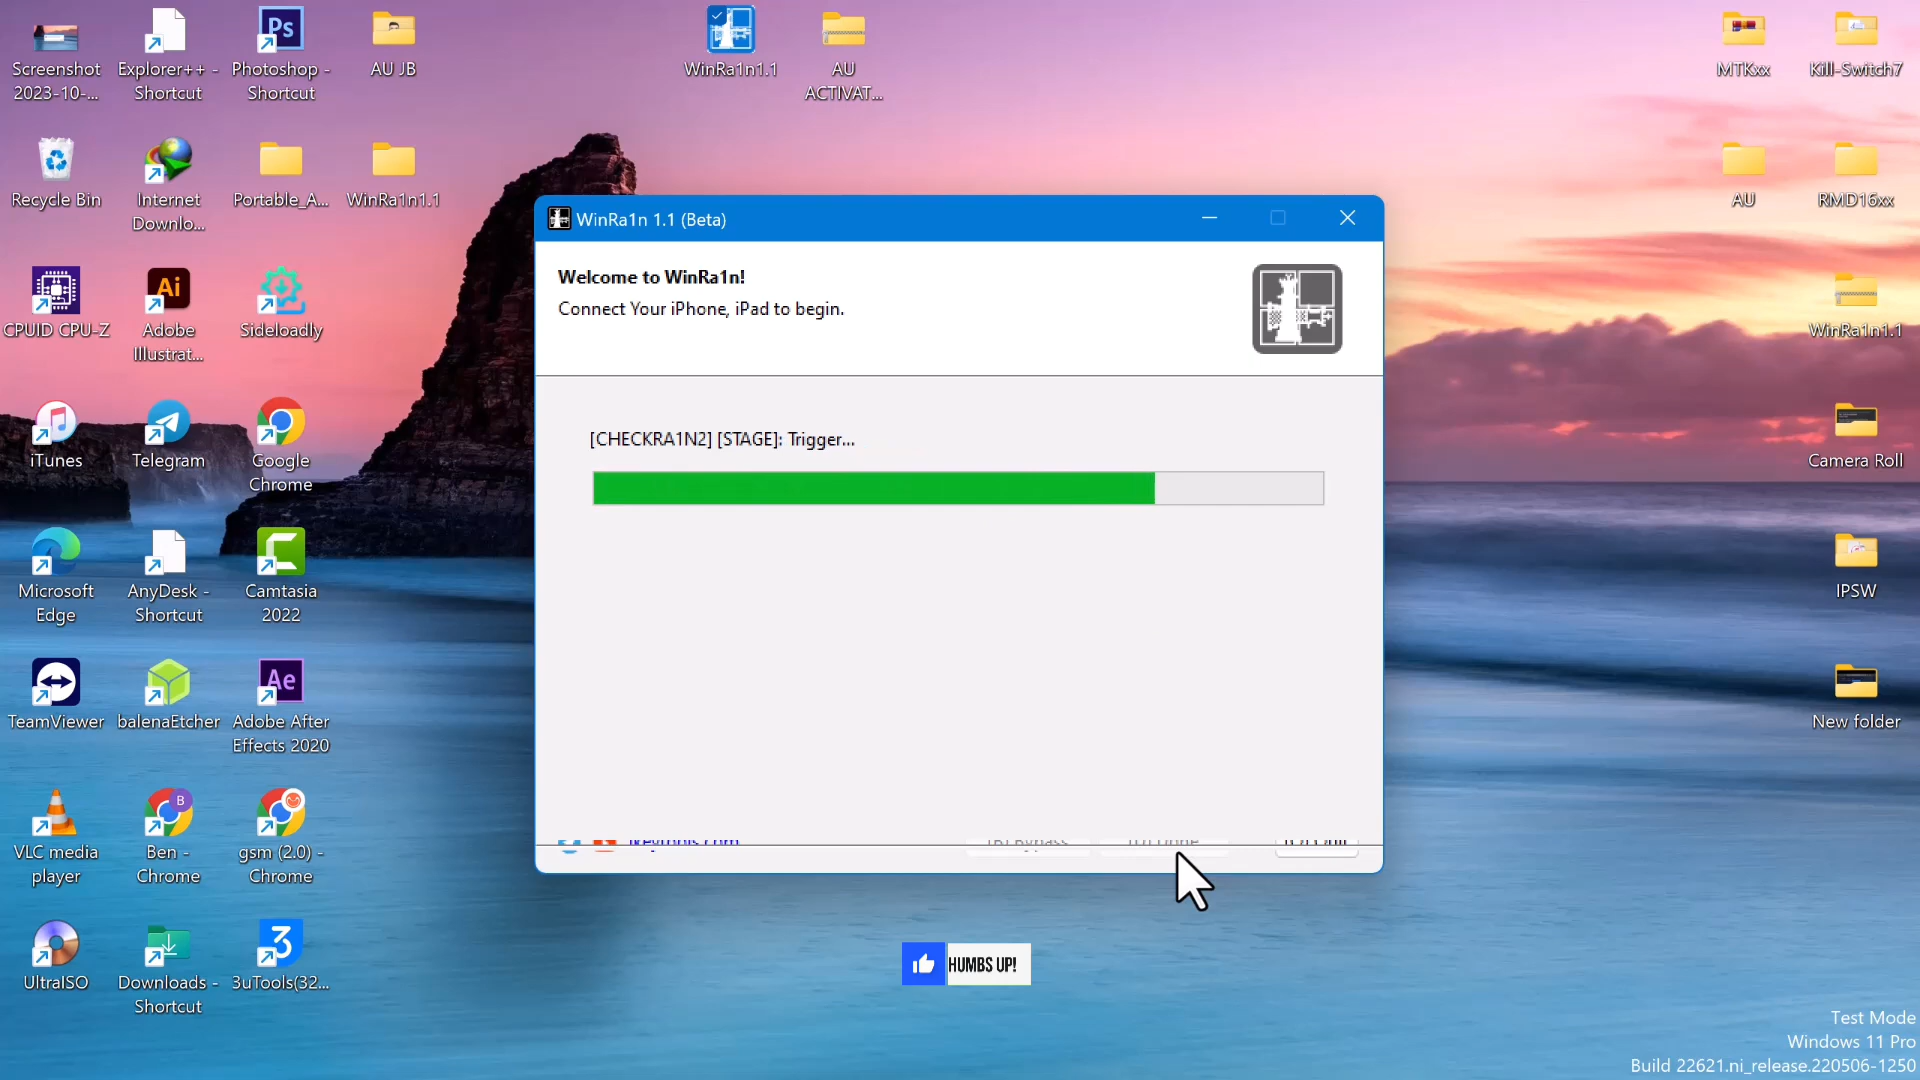 Screenshot
2023-10-...
Explorer++ -
Shortcut
Ps
Photoshop -
Shortcut
AU JB
WinRa1n1.1
AU
ACTIVAT...
MTKxx
Kill-Switch7
Recycle Bin
Internet
Downlo...
Portable_A...
WinRa1n1.1
AU
RMD16xx
WinRa1n 1.1 (Beta)
Welcome to WinRa1n!
Connect Your iPhone, iPad to begin.
[CHECKRA1N2] [STAGE]: Trigger...
CPUID CPU-Z
Ai
Adobe
Illustrat...
Sideloadly
WinRa1n1.1
iTunes
Telegram
Google
Chrome
Camera Roll
Microsoft
Edge
AnyDesk -
Shortcut
Camtasia
2022
IPSW
TeamViewer
balenaEtcher
Ae
Adobe After
Effects 2020
New folder
VLC media
player
B
Ben -
Chrome
gsm (2.0) -
Chrome
UltraISO
Downloads -
Shortcut
3
3uTools(32...
HUMBS UP!
Test Mode
Windows 11 Pro
Build 22621.ni_release.220506-1250